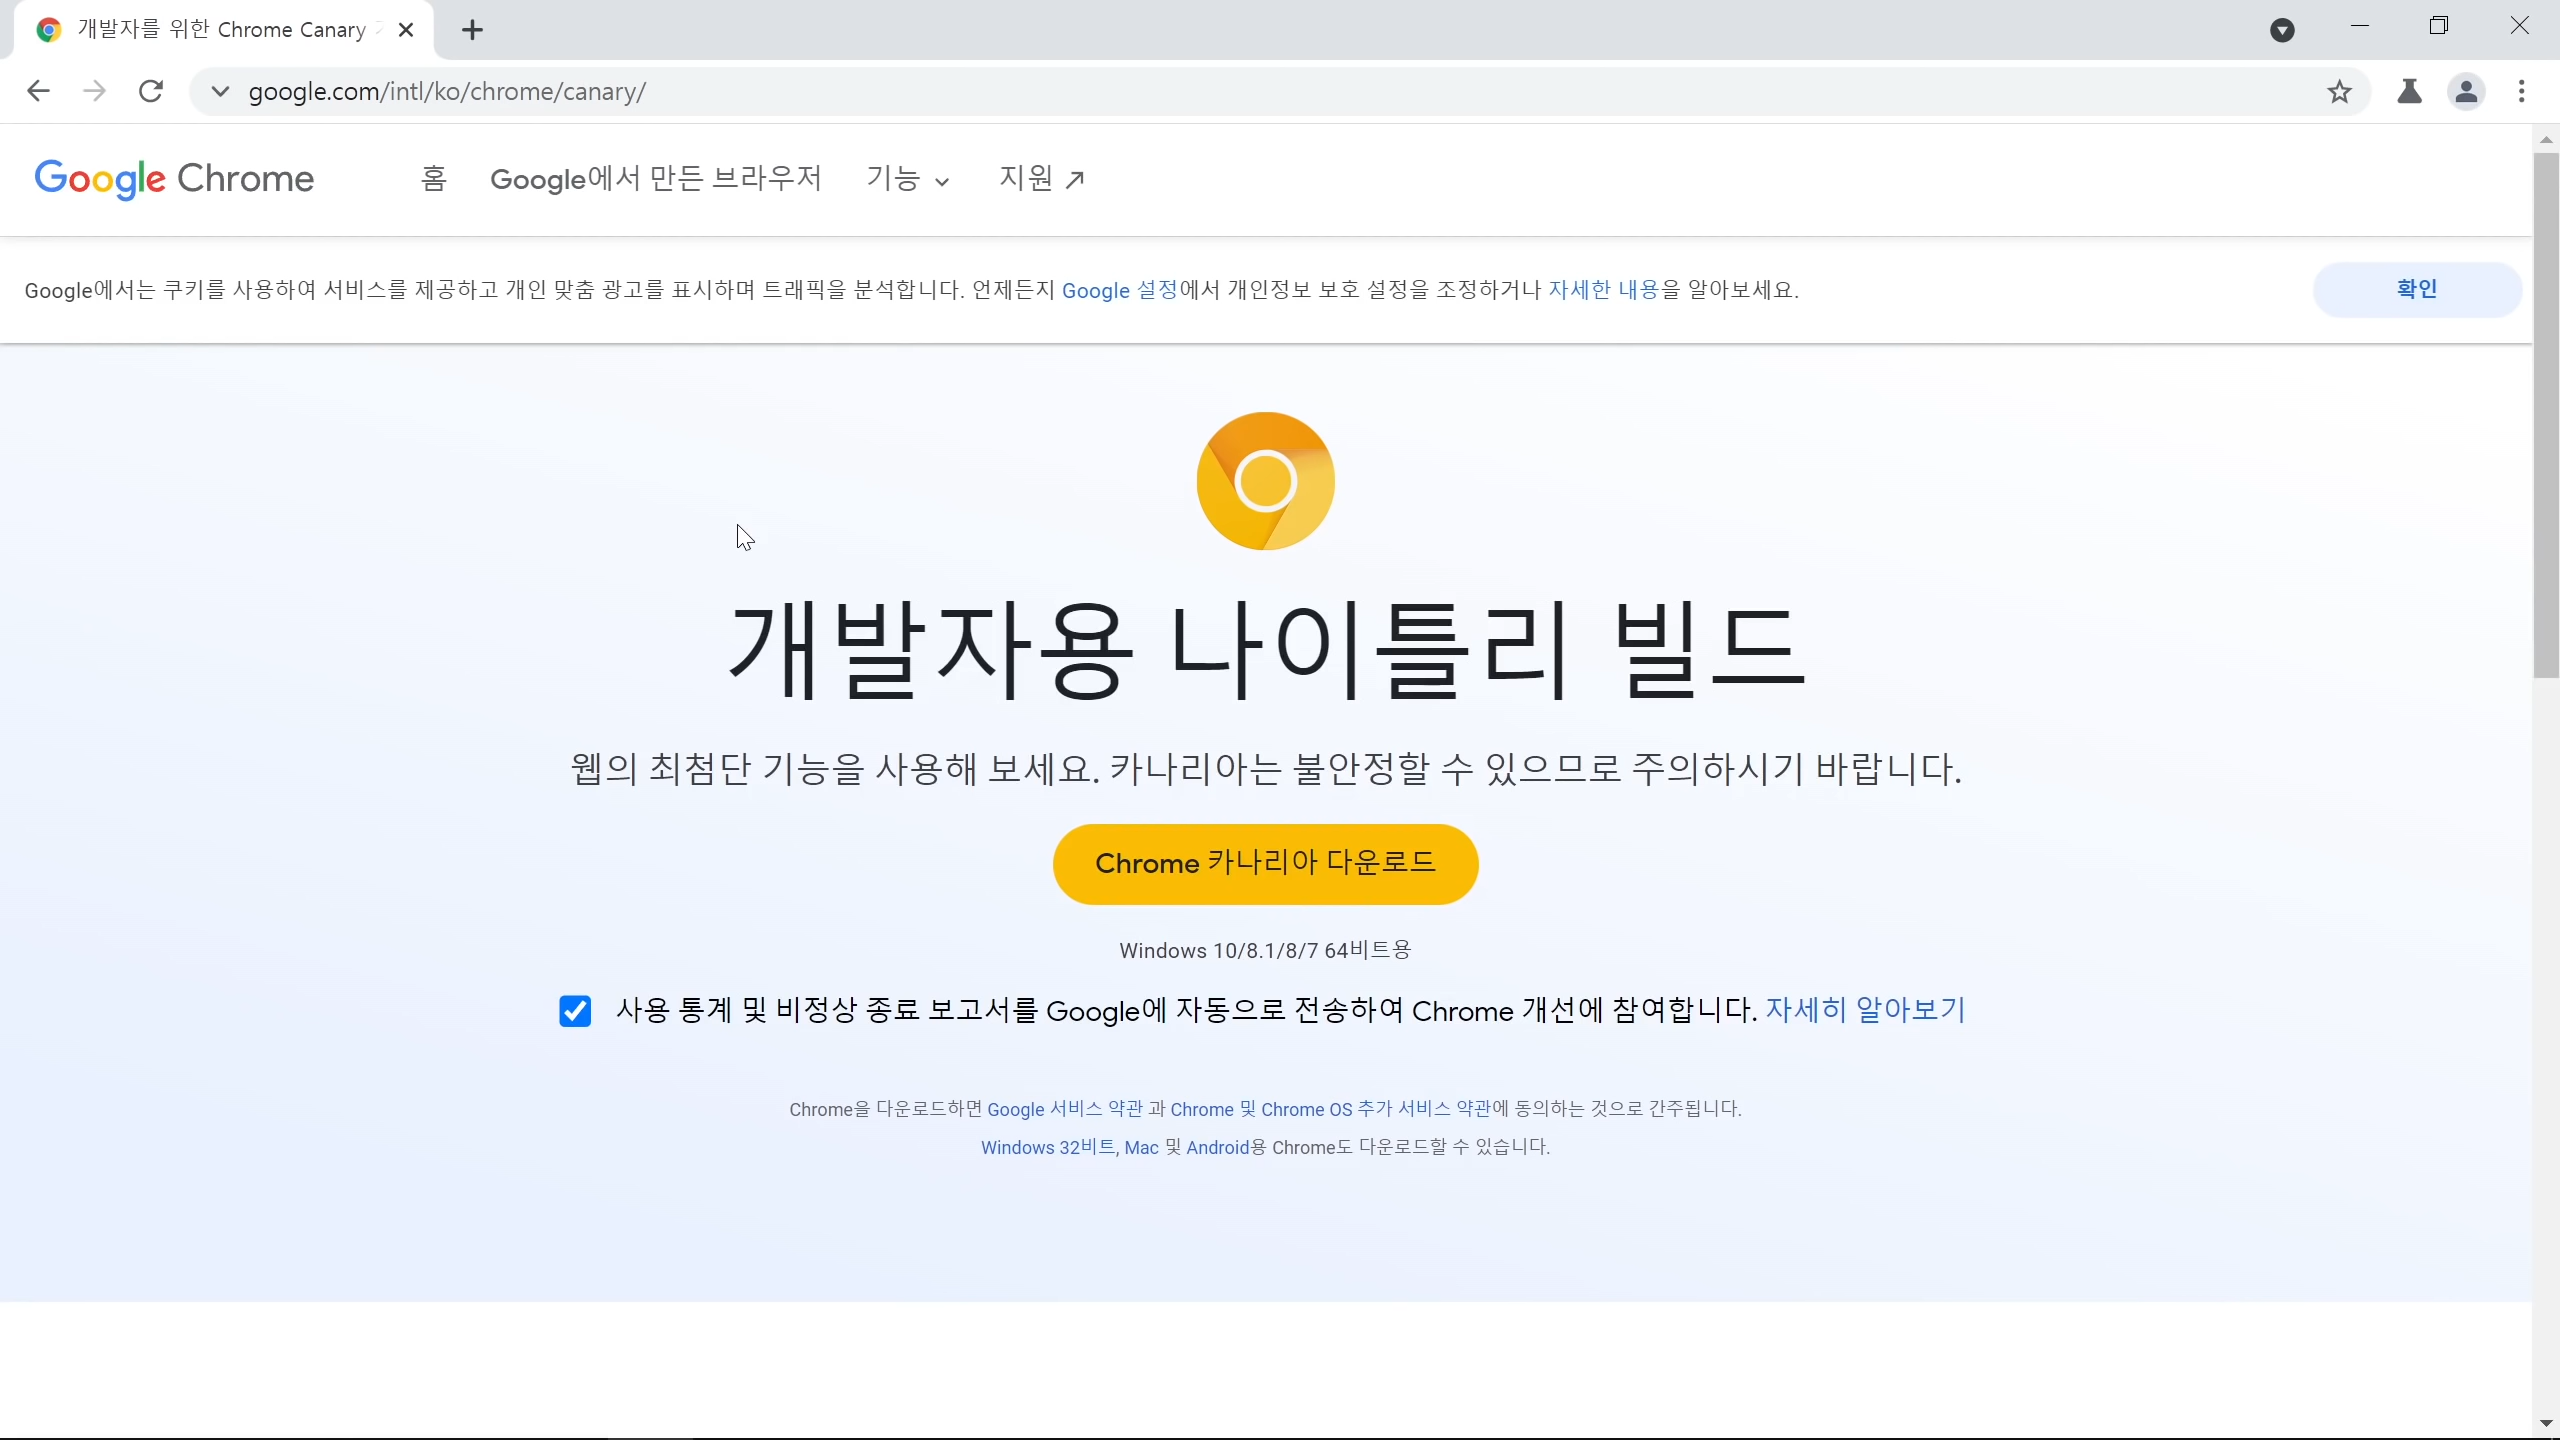 개발자를 위한 Chrome Canary
google.com/intl/ko/chrome/canary/
Google Chrome 홈 Google에서 만든 브라우저 기능 지원
Google에서는 쿠키를 사용하여 서비스를 제공하고 개인 맞춤 광고를 표시하며 트래픽을 분석합니다. 언제든지 Google 설정에서 개인정보 보호 설정을 조정하거나 자세한 내용을 알아보세요. 확인
개발자용 나이틀리 빌드
웹의 최첨단 기능을 사용해 보세요. 카나리아는 불안정할 수 있으므로 주의하시기 바랍니다.
Chrome 카나리아 다운로드
Windows 10/8.1/8/7 64비트용
사용 통계 및 비정상 종료 보고서를 Google에 자동으로 전송하여 Chrome 개선에 참여합니다. 자세히 알아보기
Chrome을 다운로드하면 Google 서비스 약관 과 Chrome 및 Chrome OS 추가 서비스 약관에 동의하는 것으로 간주됩니다.
Windows 32비트, Mac 및 Android용 Chrome도 다운로드할 수 있습니다.